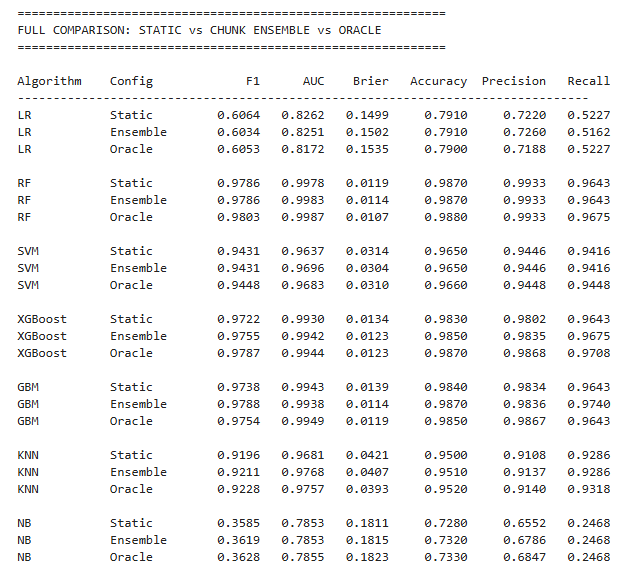 ============================================================
FULL COMPARISON: STATIC vs CHUNK ENSEMBLE vs ORACLE
============================================================
Algorithm    Config                 F1      AUC    Brier   Accuracy  Precision   Recall
--------------------------------------------------------------------------------
LR           Static             0.6064   0.8262   0.1499     0.7910     0.7220   0.5227
LR           Ensemble           0.6034   0.8251   0.1502     0.7910     0.7260   0.5162
LR           Oracle             0.6053   0.8172   0.1535     0.7900     0.7188   0.5227
RF           Static             0.9786   0.9978   0.0119     0.9870     0.9933   0.9643
RF           Ensemble           0.9786   0.9983   0.0114     0.9870     0.9933   0.9643
RF           Oracle             0.9803   0.9987   0.0107     0.9880     0.9933   0.9675
SVM          Static             0.9431   0.9637   0.0314     0.9650     0.9446   0.9416
SVM          Ensemble           0.9431   0.9696   0.0304     0.9650     0.9446   0.9416
SVM          Oracle             0.9448   0.9683   0.0310     0.9660     0.9448   0.9448
XGBoost      Static             0.9722   0.9930   0.0134     0.9830     0.9802   0.9643
XGBoost      Ensemble           0.9755   0.9942   0.0123     0.9850     0.9835   0.9675
XGBoost      Oracle             0.9787   0.9944   0.0123     0.9870     0.9868   0.9708
GBM          Static             0.9738   0.9943   0.0139     0.9840     0.9834   0.9643
GBM          Ensemble           0.9788   0.9938   0.0114     0.9870     0.9836   0.9740
GBM          Oracle             0.9754   0.9949   0.0119     0.9850     0.9867   0.9643
KNN          Static             0.9196   0.9681   0.0421     0.9500     0.9108   0.9286
KNN          Ensemble           0.9211   0.9768   0.0407     0.9510     0.9137   0.9286
KNN          Oracle             0.9228   0.9757   0.0393     0.9520     0.9140   0.9318
NB           Static             0.3585   0.7853   0.1811     0.7280     0.6552   0.2468
NB           Ensemble           0.3619   0.7853   0.1815     0.7320     0.6786   0.2468
NB           Oracle             0.3628   0.7855   0.1823     0.7330     0.6847   0.2468